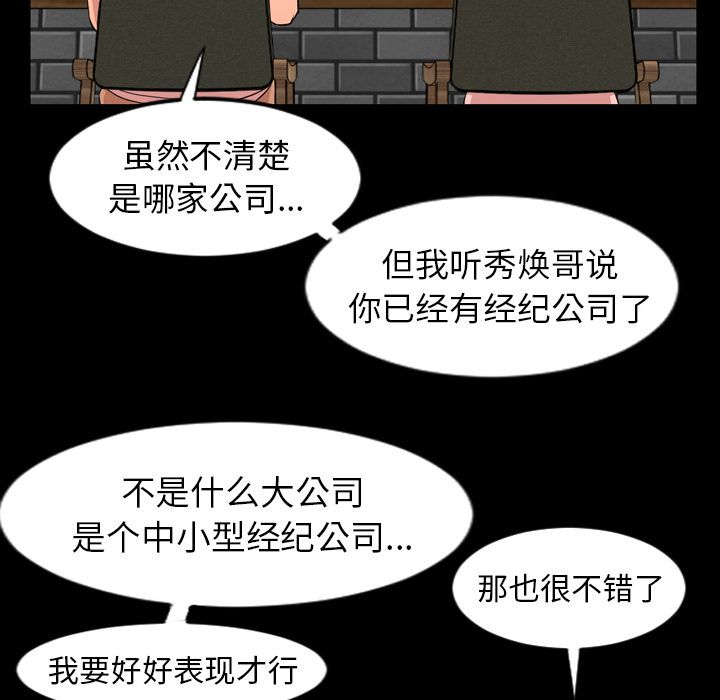 虽然不清楚
是哪家公司...
但我听秀焕哥说
你已经有经纪公司了
不是什么大公司
是个中小型经纪公司...
那也很不错了
我要好好表现才行